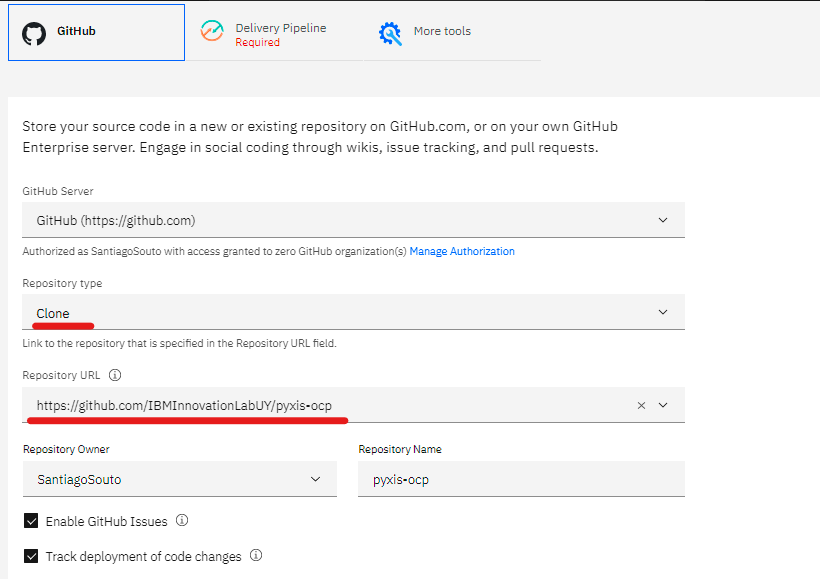 GitHub
Delivery Pipeline
Required
More tools
Store your source code in a new or existing repository on GitHub.com, or on your own GitHub
Enterprise server. Engage in social coding through wikis, issue tracking, and pull requests.
GitHub Server
GitHub (https://github.com)
Authorized as SantiagoSouto with access granted to zero GitHub organization(s) Manage Authorization
Repository type
Clone
Link to the repository that is specified in the Repository URL field.
Repository URL
https://github.com/IBMInnovationLabUY/pyxis-ocp
Repository Owner
Repository Name
SantiagoSouto
pyxis-ocp
Enable GitHub Issues
Track deployment of code changes